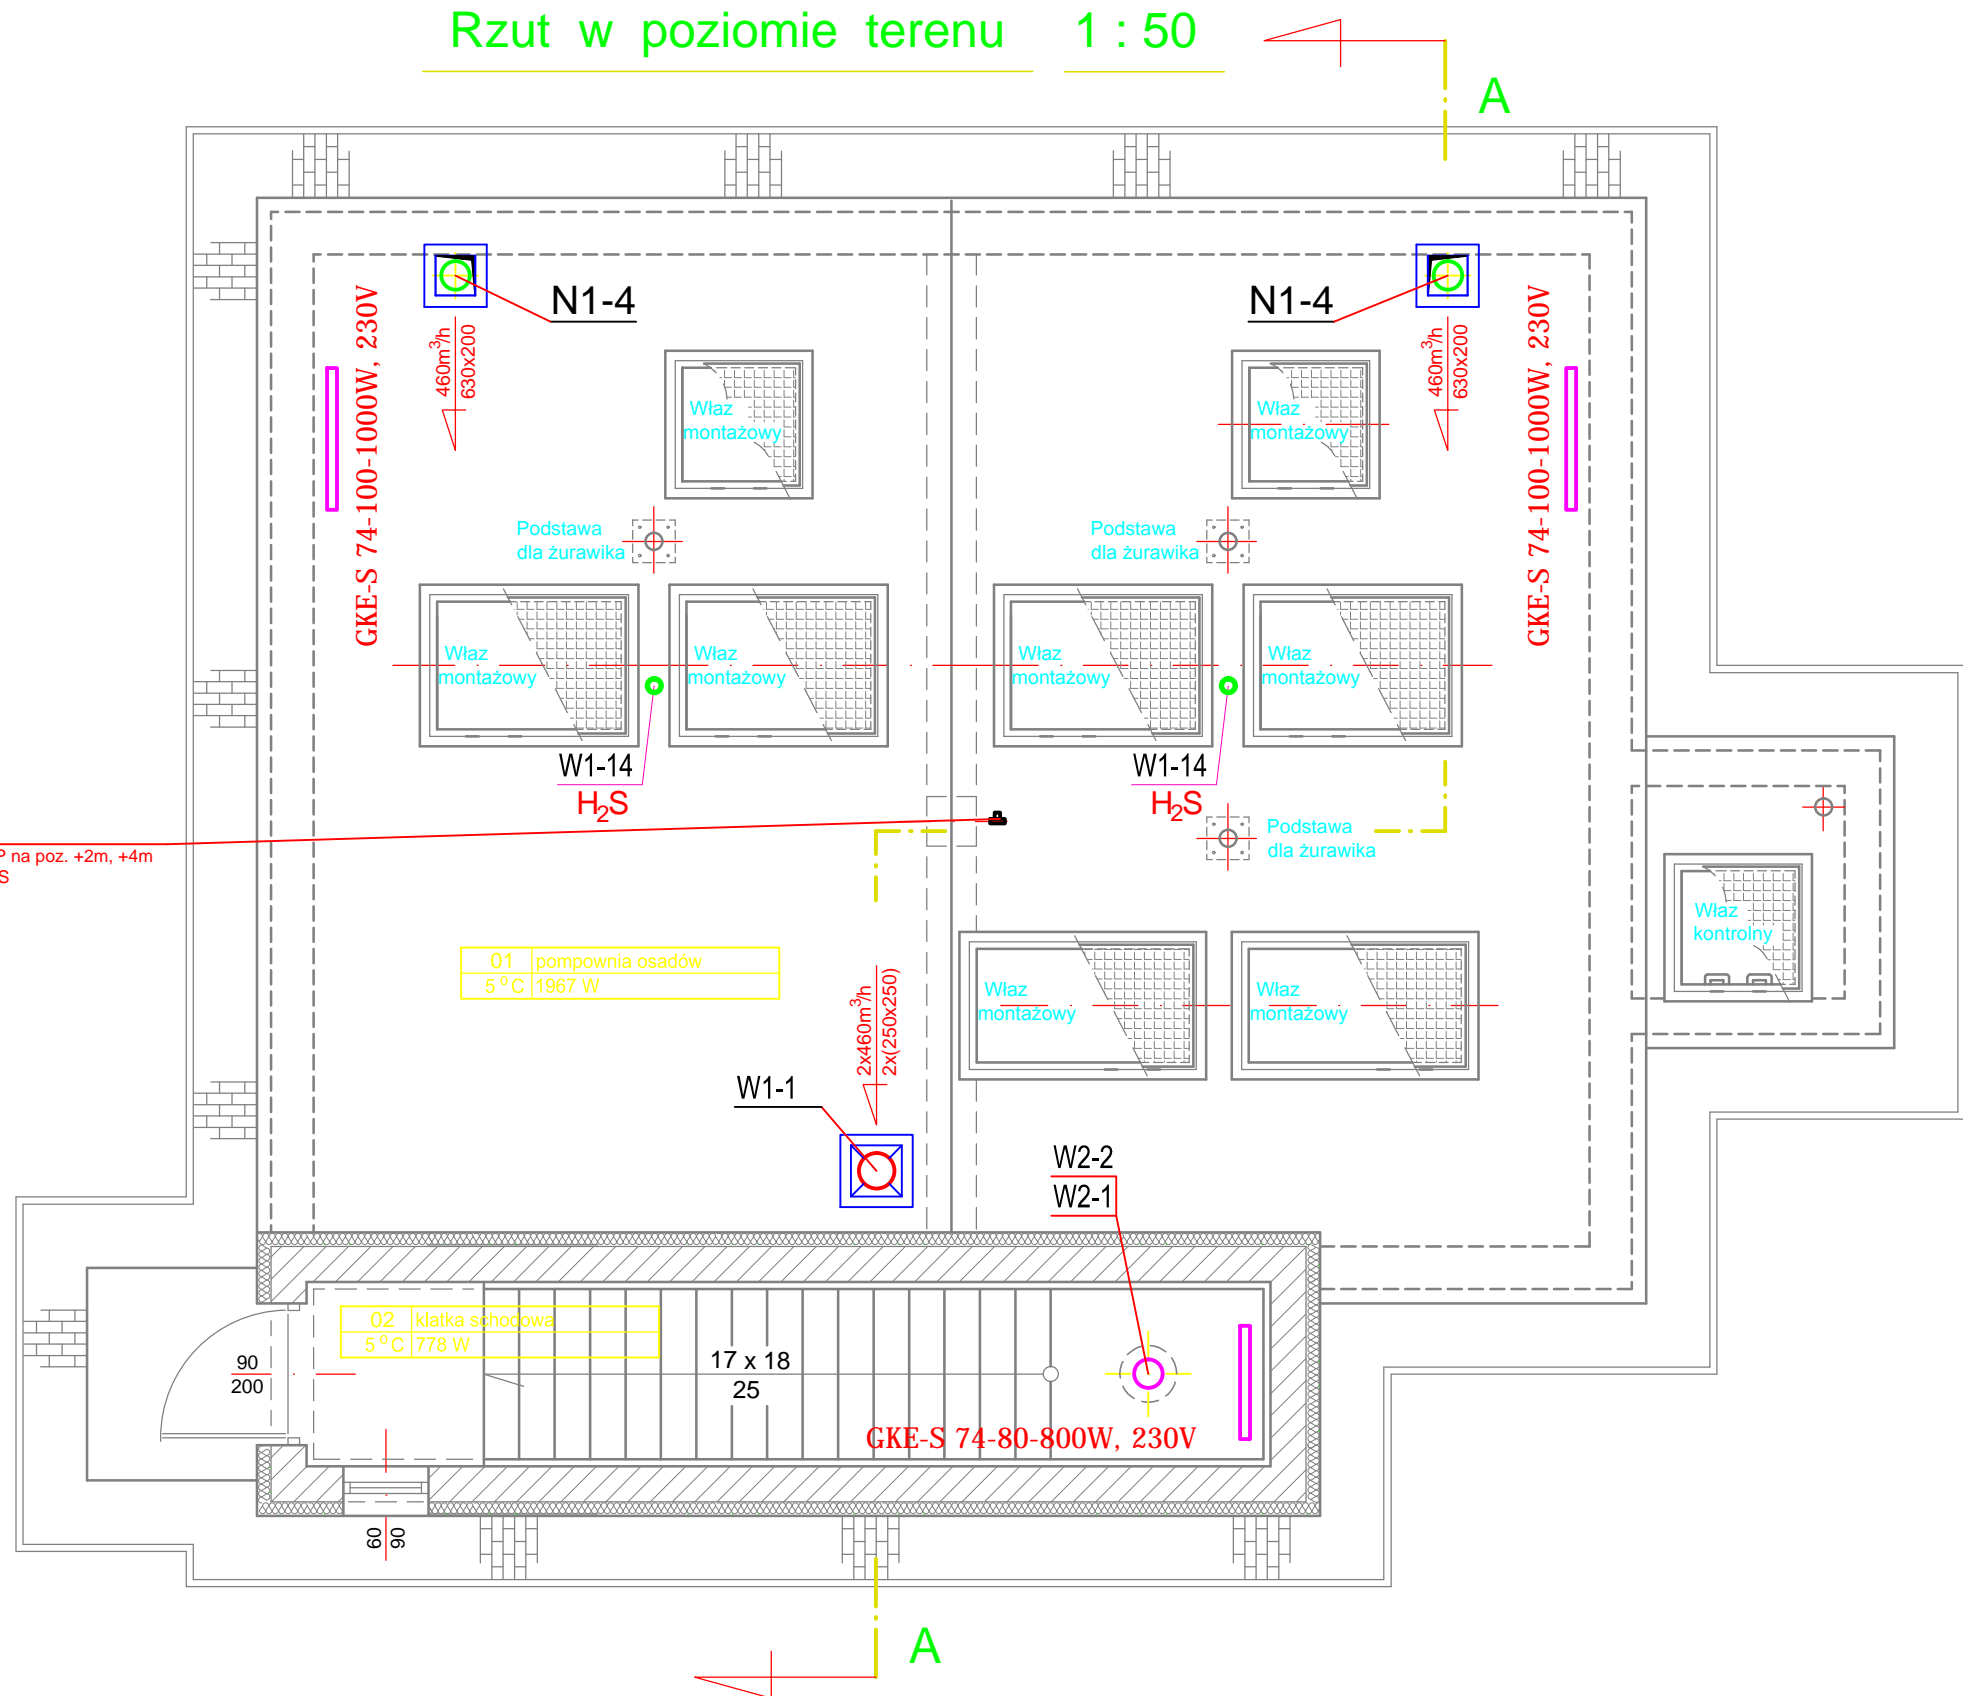 Rzut w poziomie terenu 1 : 50
A
N1-4
N1-4
460m³/h
630x200
460m³/h
630x200
GKE-S 74-100-1000W, 230V
GKE-S 74-100-1000W, 230V
Właz
montażowy
Właz
montażowy
Podstawa
dla żurawika
Podstawa
dla żurawika
Właz
montażowy
Właz
montażowy
Właz
montażowy
Właz
montażowy
W1-14
H₂S
W1-14
H₂S
Podstawa
dla żurawika
P na poz. +2m, +4m
S
Właz
kontrolny
01 pompownia osadów
5 °C 1967 W
2x460m³/h
2x(250x250)
Właz
montażowy
Właz
montażowy
W1-1
W2-2
W2-1
02 klatka schodowa
5 °C 778 W
90
200
17 x 18
25
GKE-S 74-80-800W, 230V
60
90
A